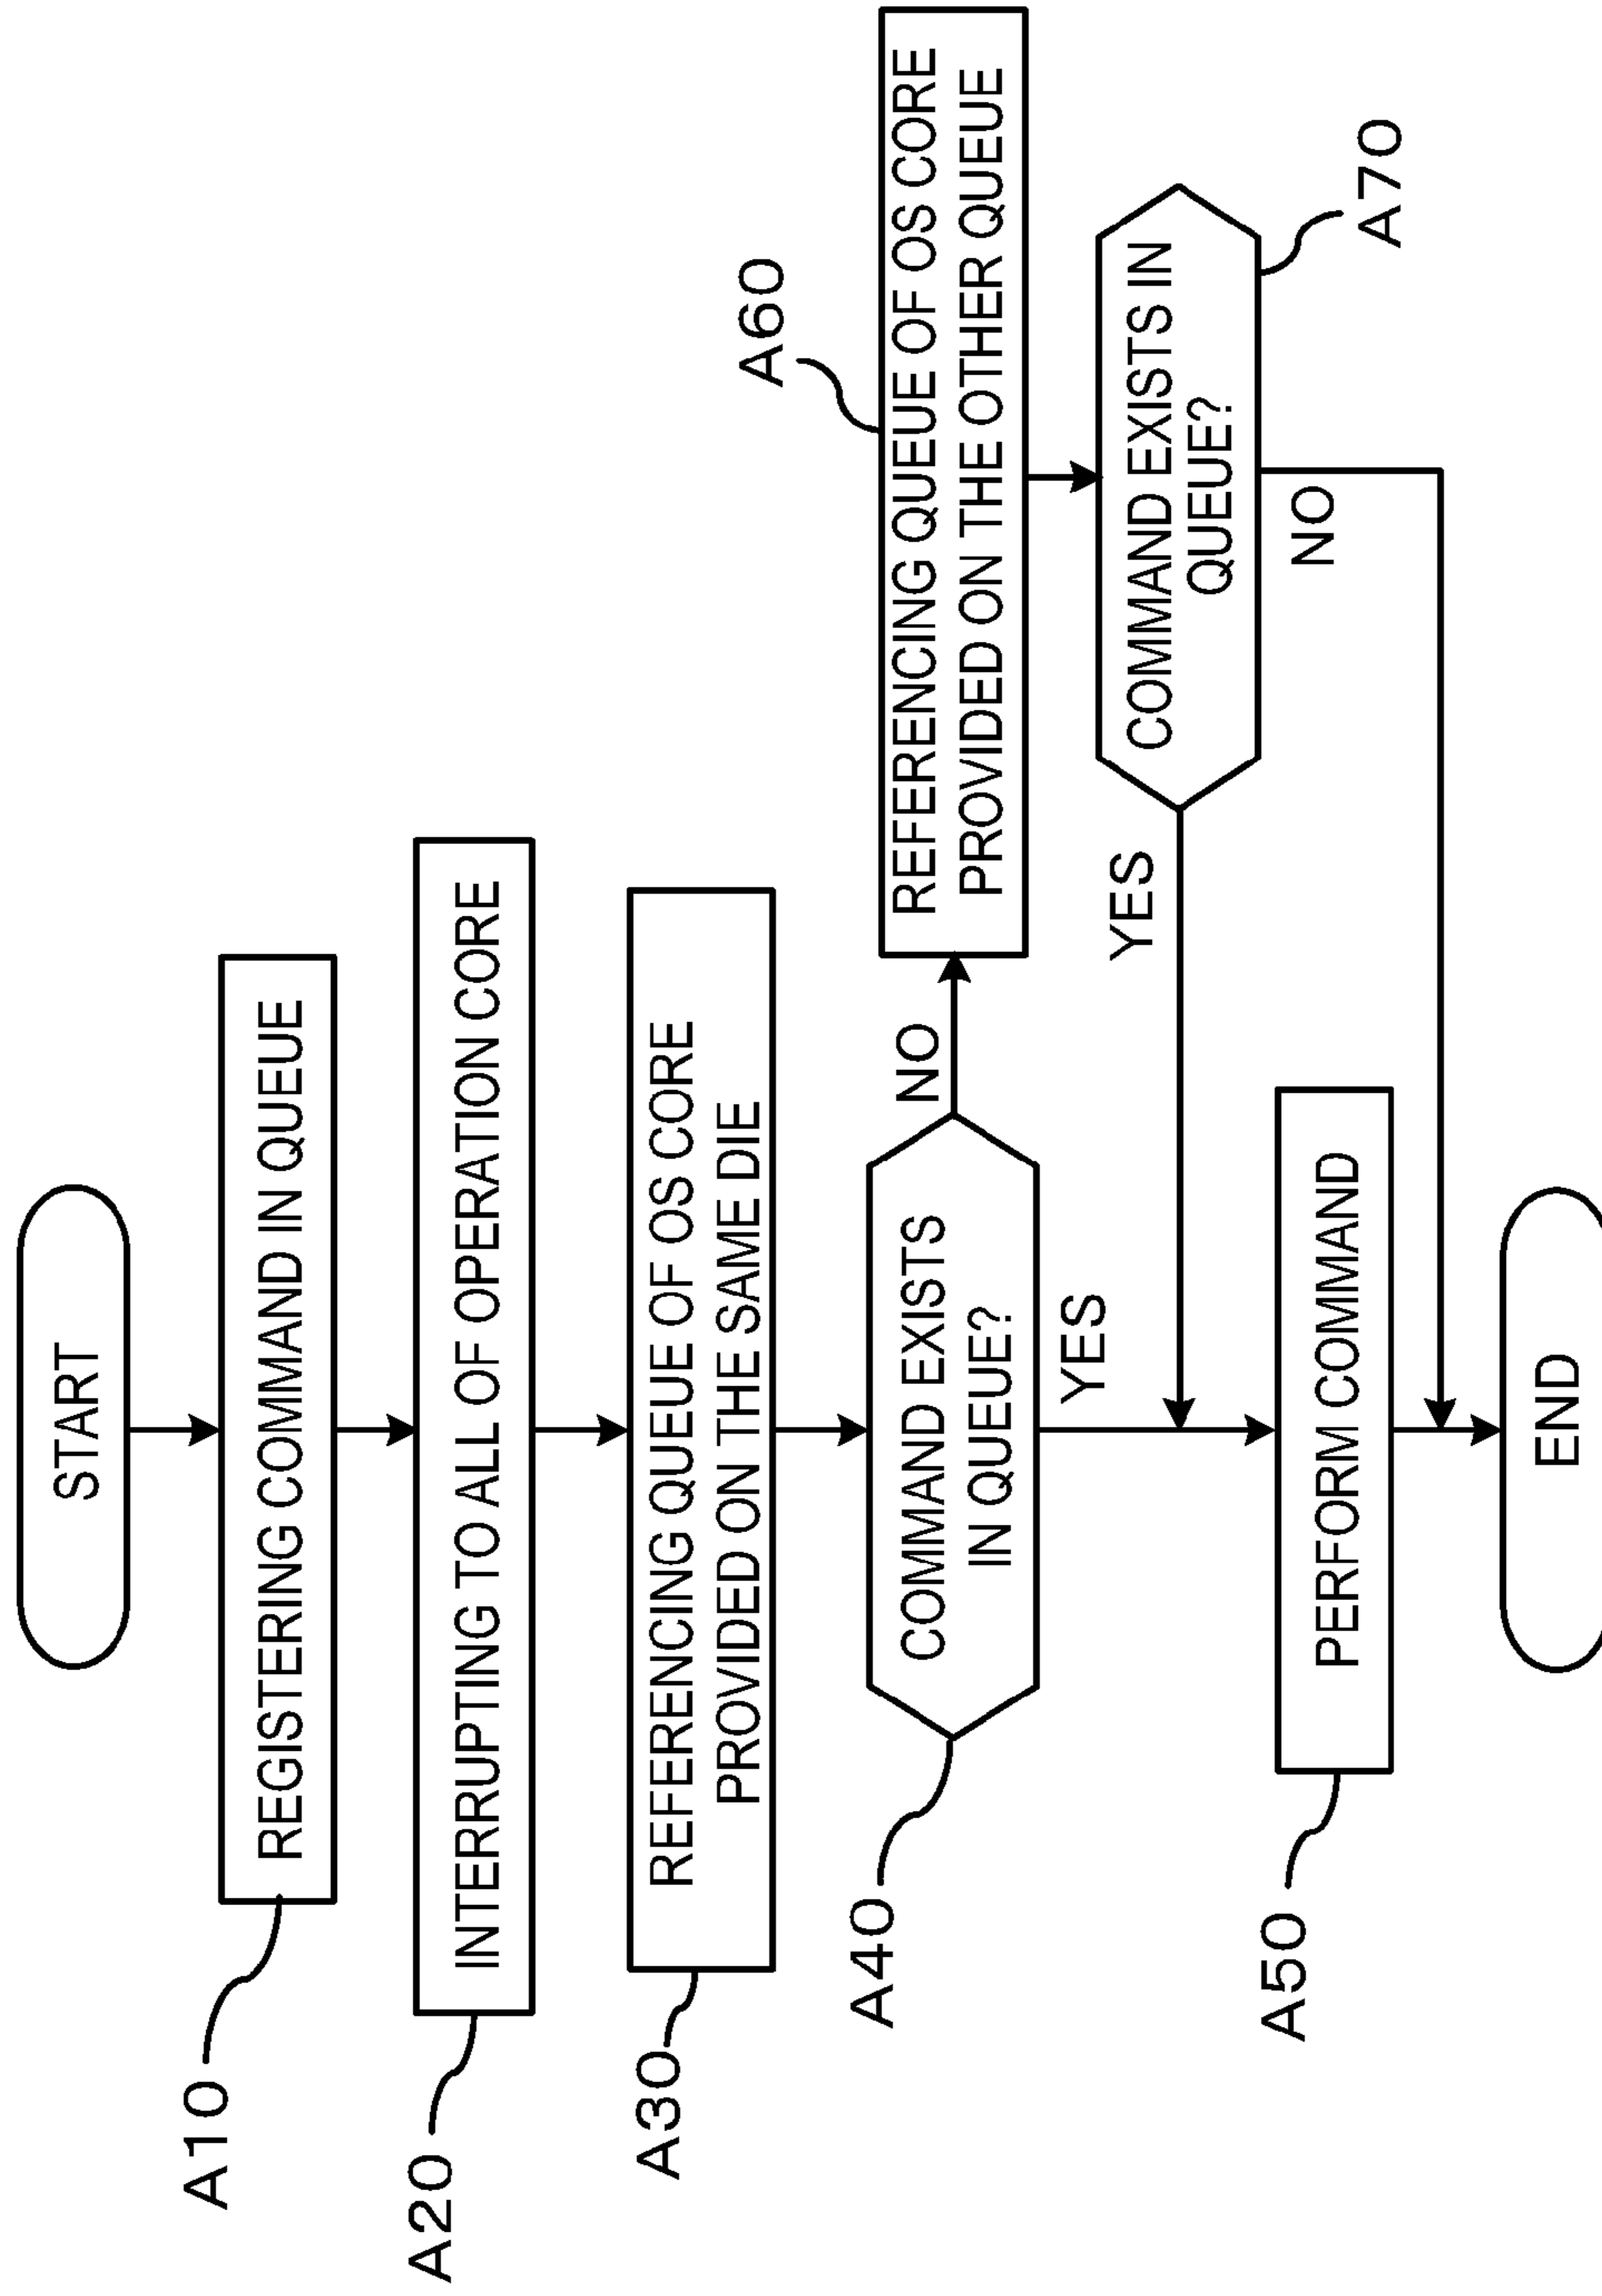 START
A10
REGISTERING COMMAND IN QUEUE
A20
INTERRUPTING TO ALL OF OPERATION CORE
A30
REFERENCING QUEUE OF OS CORE
PROVIDED ON THE SAME DIE
A40
COMMAND EXISTS
IN QUEUE?
NO
YES
A60
REFERENCING QUEUE OF OS CORE
PROVIDED ON THE OTHER QUEUE
COMMAND EXISTS IN
QUEUE?
A70
YES
NO
A50
PERFORM COMMAND
END